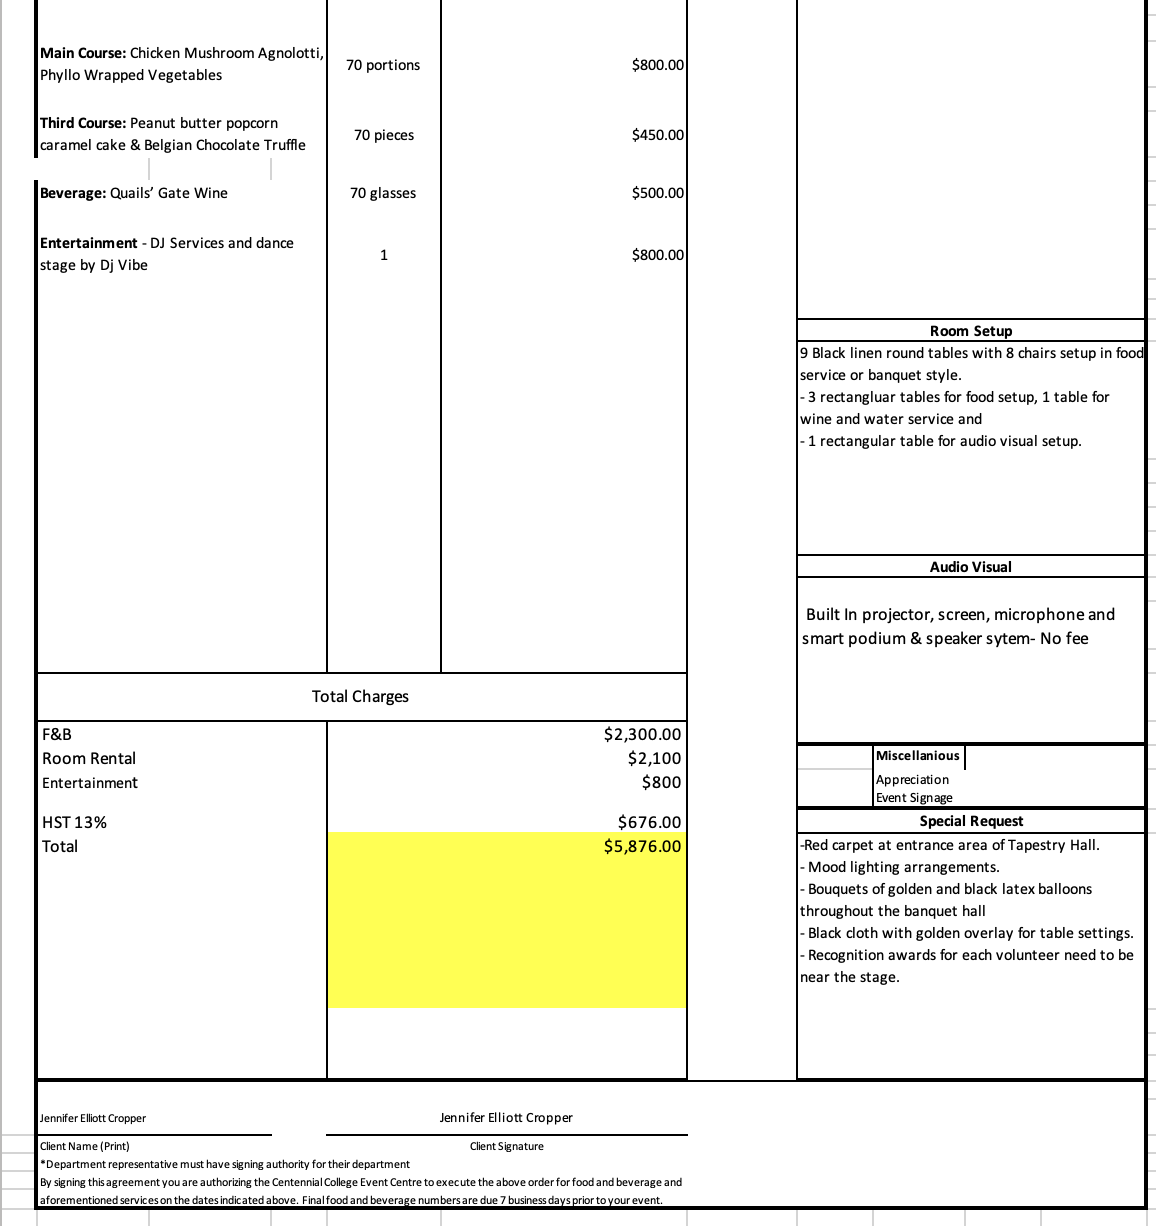 Main Course: Chicken Mushroom Agnolotti,
Phyllo Wrapped Vegetables
70 portions
$800.00
Third Course: Peanut butter popcorn
caramel cake & Belgian Chocolate Truffle
70 pieces
$450.00
Beverage: Quails’ Gate Wine
70 glasses
$500.00
Entertainment - DJ Services and dance
stage by Dj Vibe
1
$800.00
Room Setup
9 Black linen round tables with 8 chairs setup in food
service or banquet style.
- 3 rectangluar tables for food setup, 1 table for
wine and water service and
- 1 rectangular table for audio visual setup.
Audio Visual
Built In projector, screen, microphone and
smart podium & speaker sytem- No fee
Total Charges
F&B
$2,300.00
Room Rental
$2,100
Entertainment
$800
HST 13%
$676.00
Total
$5,876.00
Miscellanious
Appreciation
Event Signage
Special Request
-Red carpet at entrance area of Tapestry Hall.
- Mood lighting arrangements.
- Bouquets of golden and black latex balloons
throughout the banquet hall
- Black cloth with golden overlay for table settings.
- Recognition awards for each volunteer need to be
near the stage.
Jennifer Elliott Cropper
Jennifer Elliott Cropper
Client Name (Print)
Client Signature
*Department representative must have signing authority for their department
By signing this agreement you are authorizing the Centennial College Event Centre to execute the above order for food and beverage and
aforementioned services on the dates indicated above. Final food and beverage numbers are due 7 business days prior to your event.